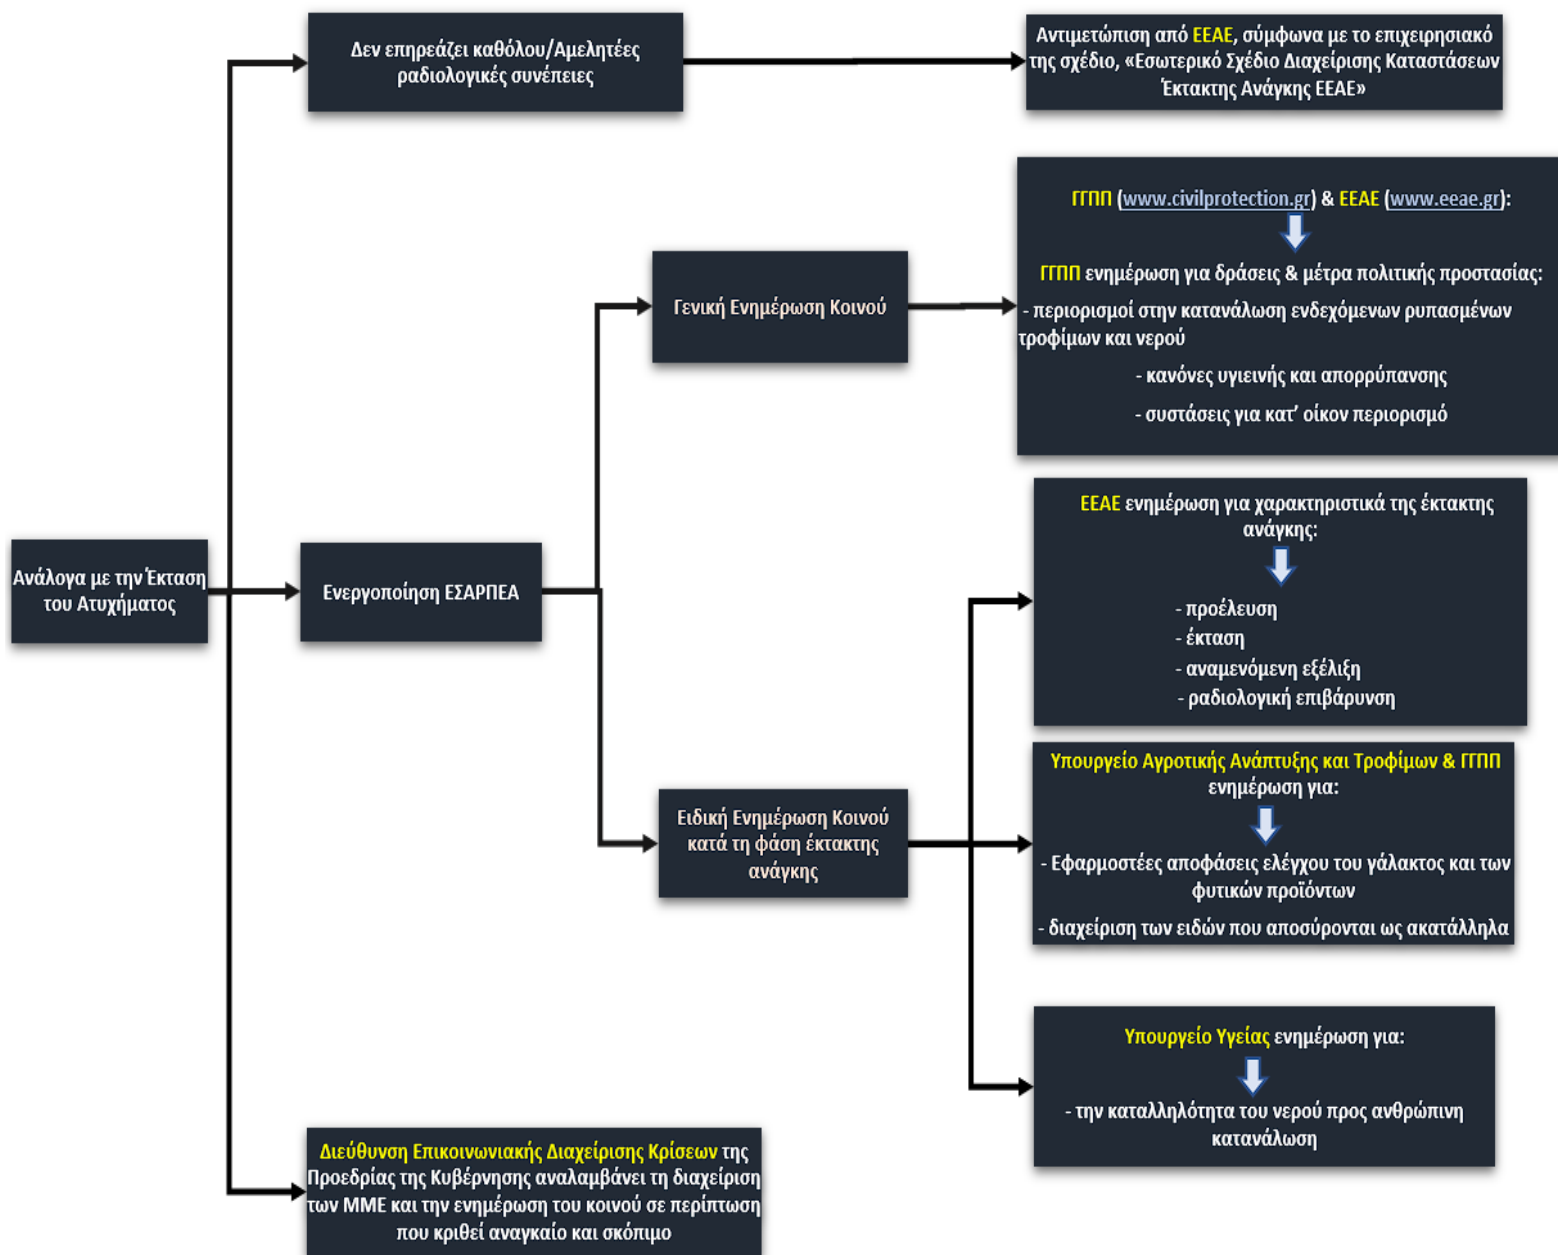 Δεν επηρεάζει καθόλου/Αμελητέες
ραδιολογικές συνέπειες
Αντιμετώπιση από ΕΕΑΕ, σύμφωνα με το επιχειρησιακό
της σχέδιο, «Εσωτερικό Σχέδιο Διαχείρισης Καταστάσεων
Έκτακτης Ανάγκης ΕΕΑΕ»
ΓΓΠΠ (www.civilprotection.gr) & ΕΕΑΕ (www.eeae.gr):
ΓΓΠΠ ενημέρωση για δράσεις & μέτρα πολιτικής προστασίας:
- περιορισμοί στην κατανάλωση ενδεχόμενων ρυπασμένων
τροφίμων και νερού
- κανόνες υγιεινής και απορρύπανσης
- συστάσεις για κατ’ οίκον περιορισμό
Γενική Ενημέρωση Κοινού
ΕΕΑΕ ενημέρωση για χαρακτηριστικά της έκτακτης
ανάγκης:
- προέλευση
- έκταση
- αναμενόμενη εξέλιξη
- ραδιολογική επιβάρυνση
Ανάλογα με την Έκταση
του Ατυχήματος
Ενεργοποίηση ΕΣΑΡΠΕΑ
Υπουργείο Αγροτικής Ανάπτυξης και Τροφίμων & ΓΓΠΠ
ενημέρωση για:
- Εφαρμοστέες αποφάσεις ελέγχου του γάλακτος και των
φυτικών προϊόντων
- διαχείριση των ειδών που αποσύρονται ως ακατάλληλα
Ειδική Ενημέρωση Κοινού
κατά τη φάση έκτακτης
ανάγκης
Υπουργείο Υγείας ενημέρωση για:
- την καταλληλότητα του νερού προς ανθρώπινη
κατανάλωση
Διεύθυνση Επικοινωνιακής Διαχείρισης Κρίσεων της
Προεδρίας της Κυβέρνησης αναλαμβάνει τη διαχείριση
των ΜΜΕ και την ενημέρωση του κοινού σε περίπτωση
που κριθεί αναγκαίο και σκόπιμο